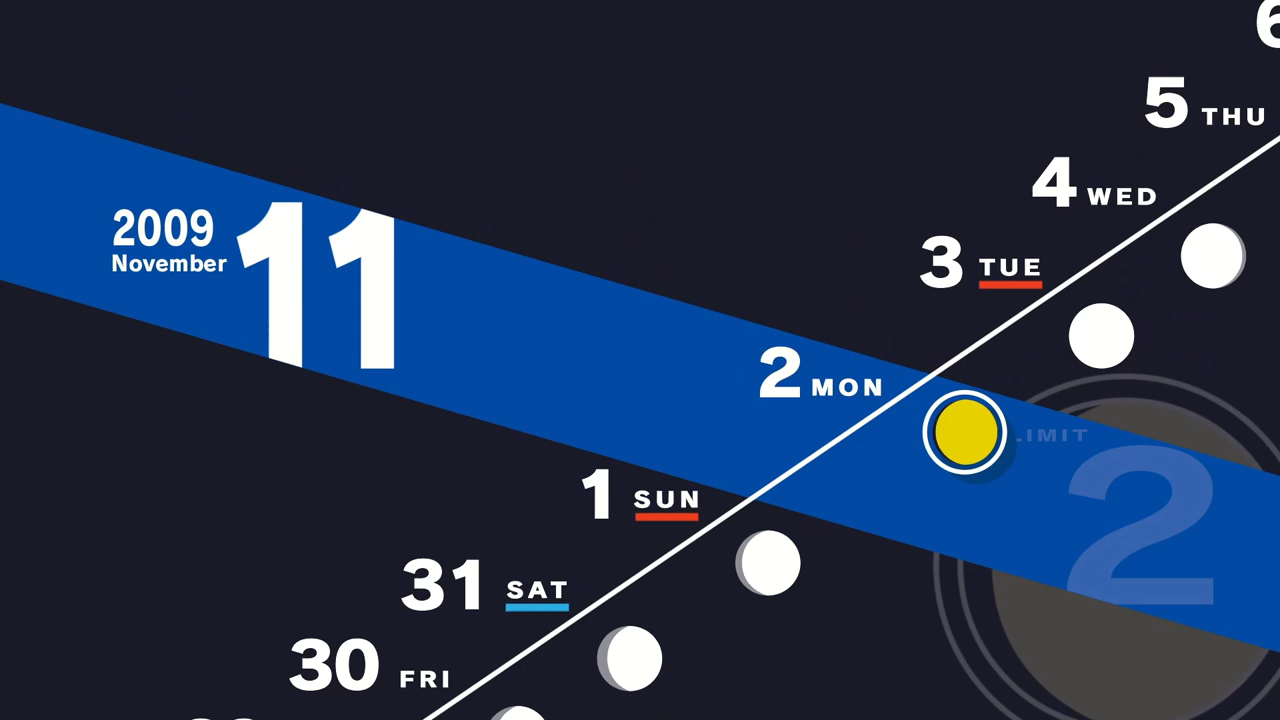 6
5 THU
4 WED
3 TUE
2009
November
11
2 MON
LIMIT
2
1 SUN
31 SAT
30 FRI